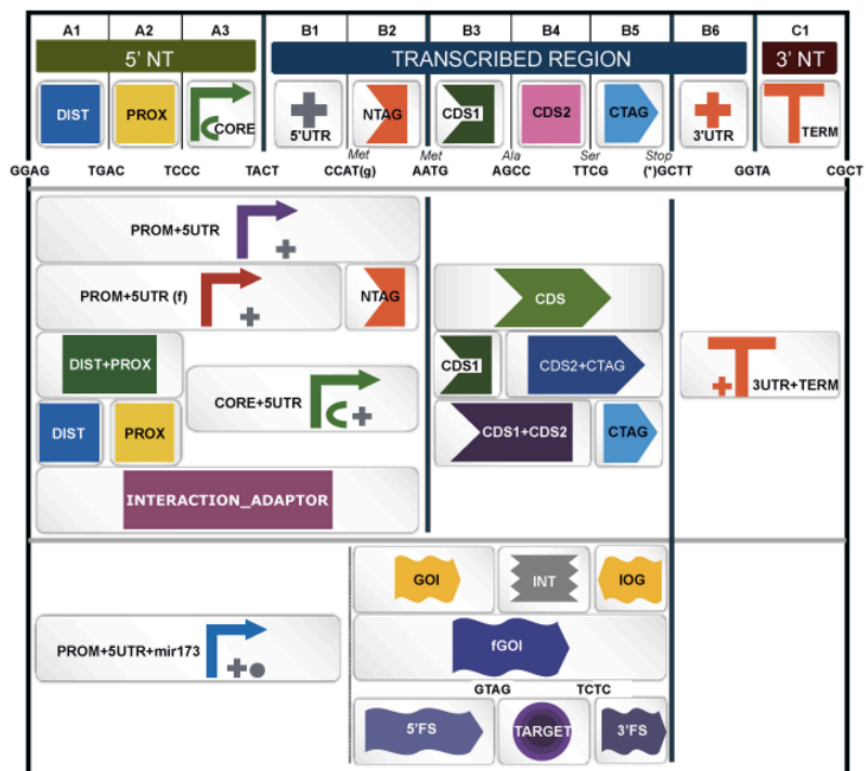 A1 A2 A3 B1 B2 B3 B4 B5 B6 C1
5' NT TRANSCRIBED REGION 3' NT
DIST PROX CORE 5'UTR NTAG CDS1 CDS2 CTAG 3'UTR TERM
Met Met Ala Ser Stop
GGAG TGAC TCCC TACT CCAT(g) AATG AGCC TTCG (*)GCTT GGTA CGCT
PROM+5UTR
PROM+5UTR (f) NTAG CDS
DIST+PROX CDS1 CDS2+CTAG 3UTR+TERM
CORE+5UTR
DIST PROX CDS1+CDS2 CTAG
INTERACTION_ADAPTOR
GOI INT IOG
PROM+5UTR+mir173 fGOI
GTAG TCTC
5'FS TARGET 3'FS